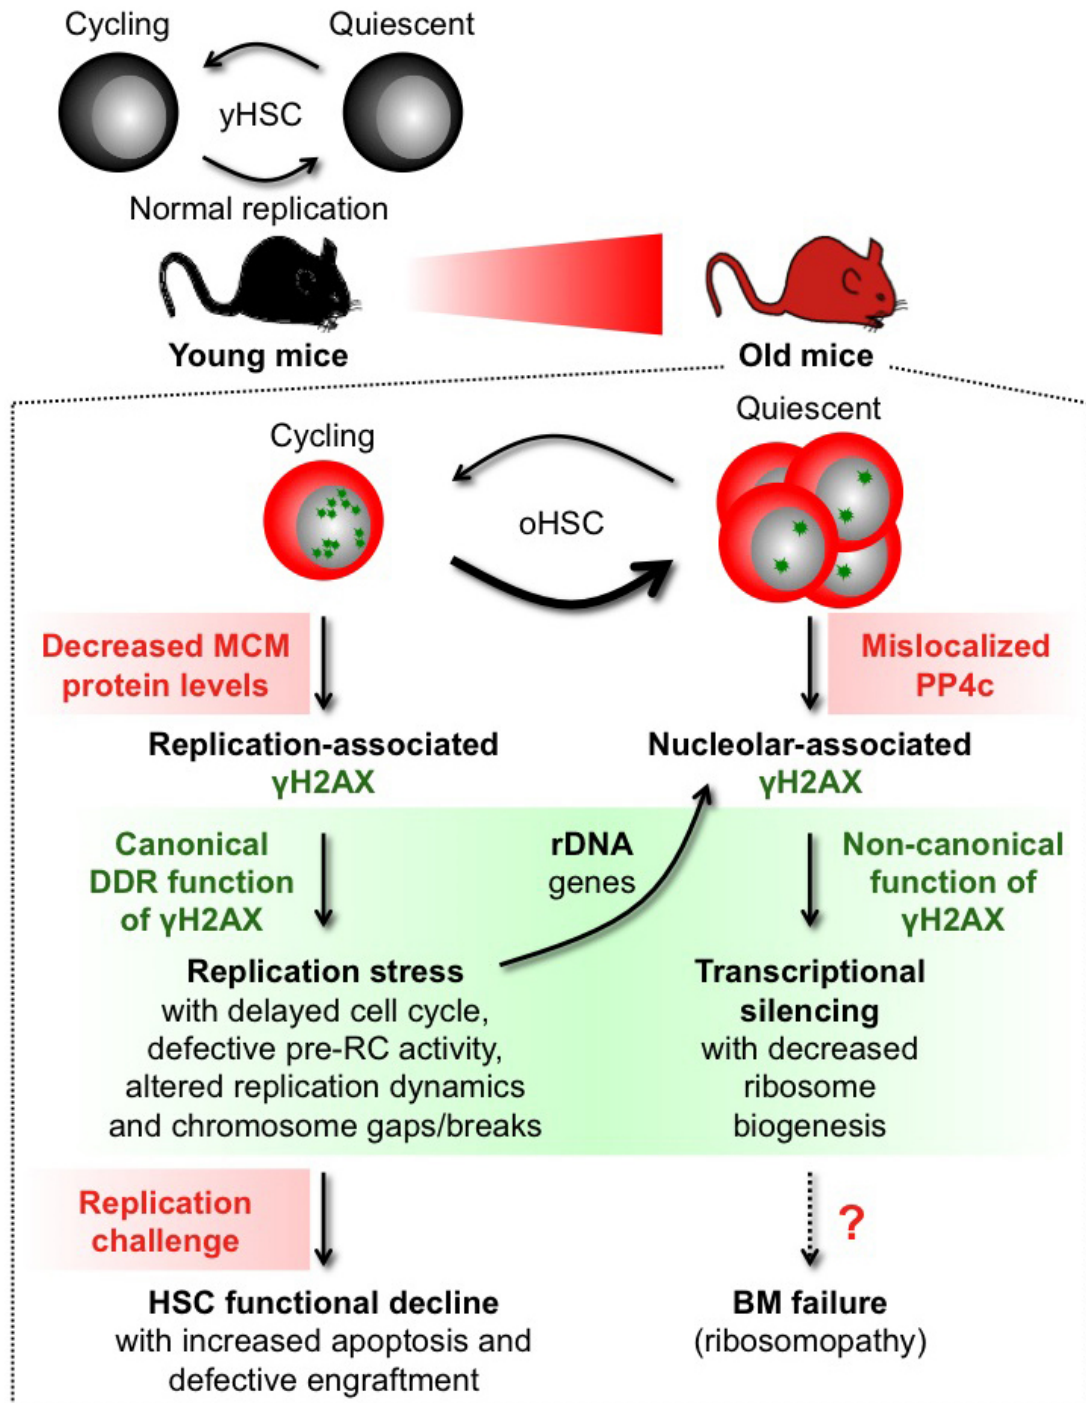 Cycling
Quiescent
yHSC
Normal replication
Young mice
Old mice
Quiescent
Cycling
oHSC
Decreased MCM
protein levels
Mislocalized
PP4c
Replication-associated
γH2AX
Nucleolar-associated
γH2AX
Canonical
DDR function
of γH2AX
rDNA
genes
Non-canonical
function of
γH2AX
Replication stress
with delayed cell cycle,
defective pre-RC activity,
altered replication dynamics
and chromosome gaps/breaks
Transcriptional
silencing
with decreased
ribosome
biogenesis
Replication
challenge
?
HSC functional decline
with increased apoptosis and
defective engraftment
BM failure
(ribosomopathy)